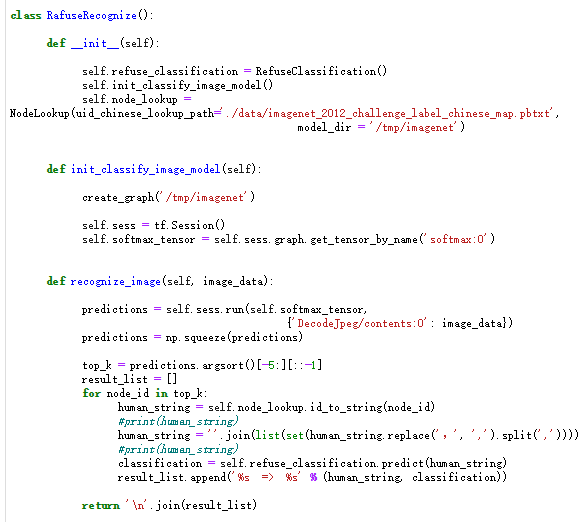 class RafuseRecognize():
def __init__(self):
self.refuse_classification = RefuseClassification()
self.init_classify_image_model()
self.node_lookup =
NodeLookup(uid_chinese_lookup_path='./data/imagenet_2012_challenge_label_chinese_map.pbtxt',
model_dir = '/tmp/imagenet')
def init_classify_image_model(self):
create_graph('/tmp/imagenet')
self.sess = tf.Session()
self.softmax_tensor = self.sess.graph.get_tensor_by_name('softmax:0')
def recognize_image(self, image_data):
predictions = self.sess.run(self.softmax_tensor,
{'DecodeJpeg/contents:0': image_data})
predictions = np.squeeze(predictions)
top_k = predictions.argsort()[-5:][::-1]
result_list = []
for node_id in top_k:
human_string = self.node_lookup.id_to_string(node_id)
#print(human_string)
human_string = ''.join(list(set(human_string.replace(',', ',').split(','))))
#print(human_string)
classification = self.refuse_classification.predict(human_string)
result_list.append('%s => %s' % (human_string, classification))
return '\n'.join(result_list)